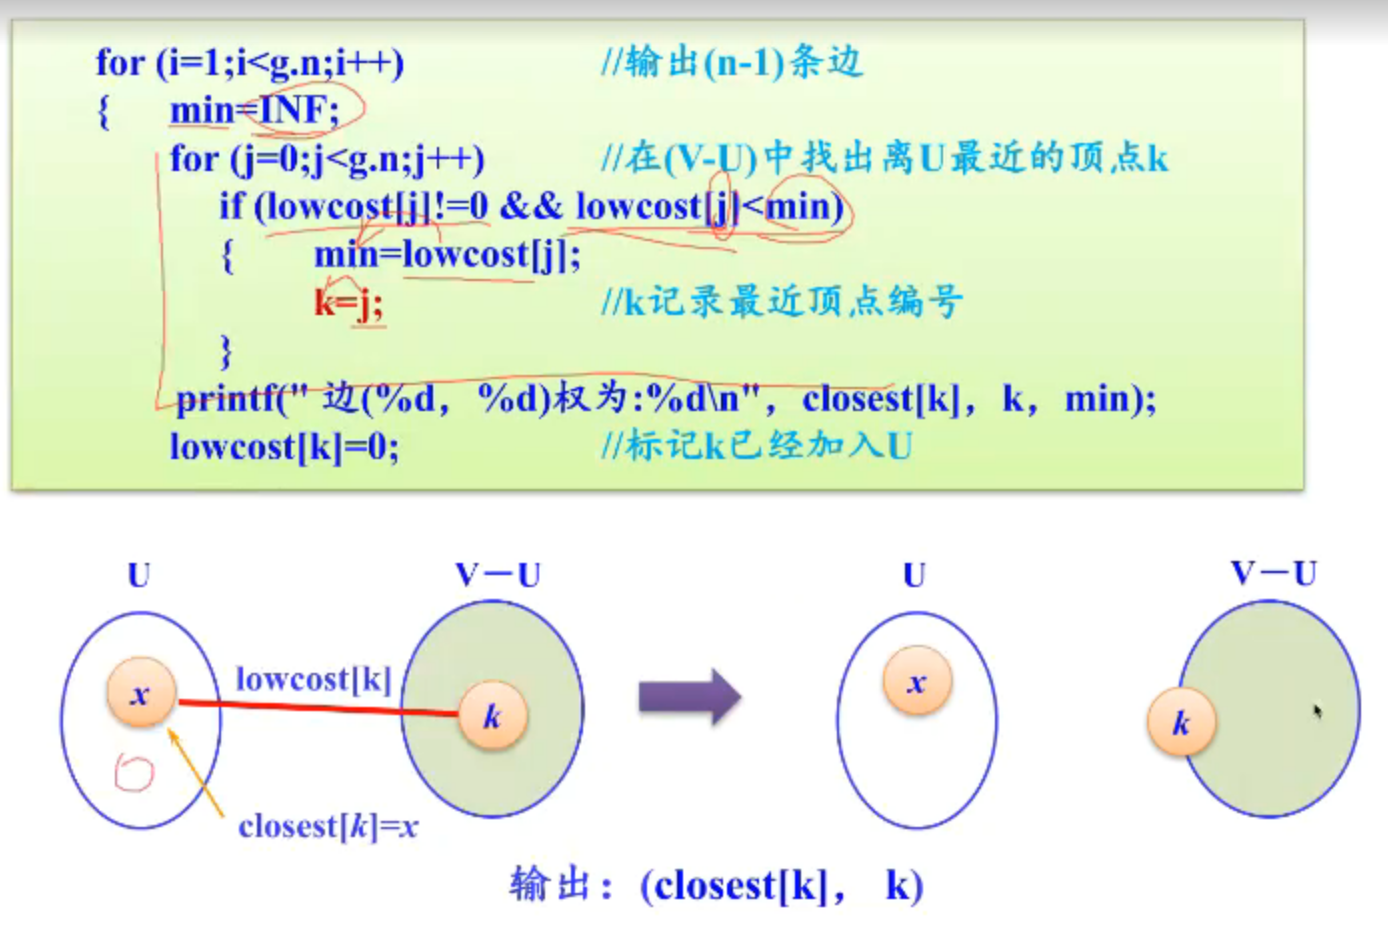 for (i=1;i<g.n;i++) //输出(n-1)条边
{ min=INF;
for (j=0;j<g.n;j++) //在(V-U)中找出离U最近的顶点k
if (lowcost[j]!=0 && lowcost[j]<min)
{ min=lowcost[j];
k=j; //k记录最近顶点编号
}
printf(" 边(%d，%d)权为:%d\n"，closest[k]，k，min);
lowcost[k]=0; //标记k已经加入U
U V－U U V－U
x lowcost[k] k x k
closest[k]=x
输出：(closest[k]， k)